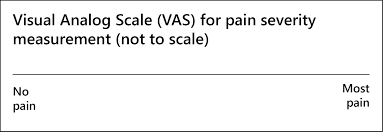 Visual Analog Scale (VAS) for pain severity
measurement (not to scale)
No
pain
Most
pain